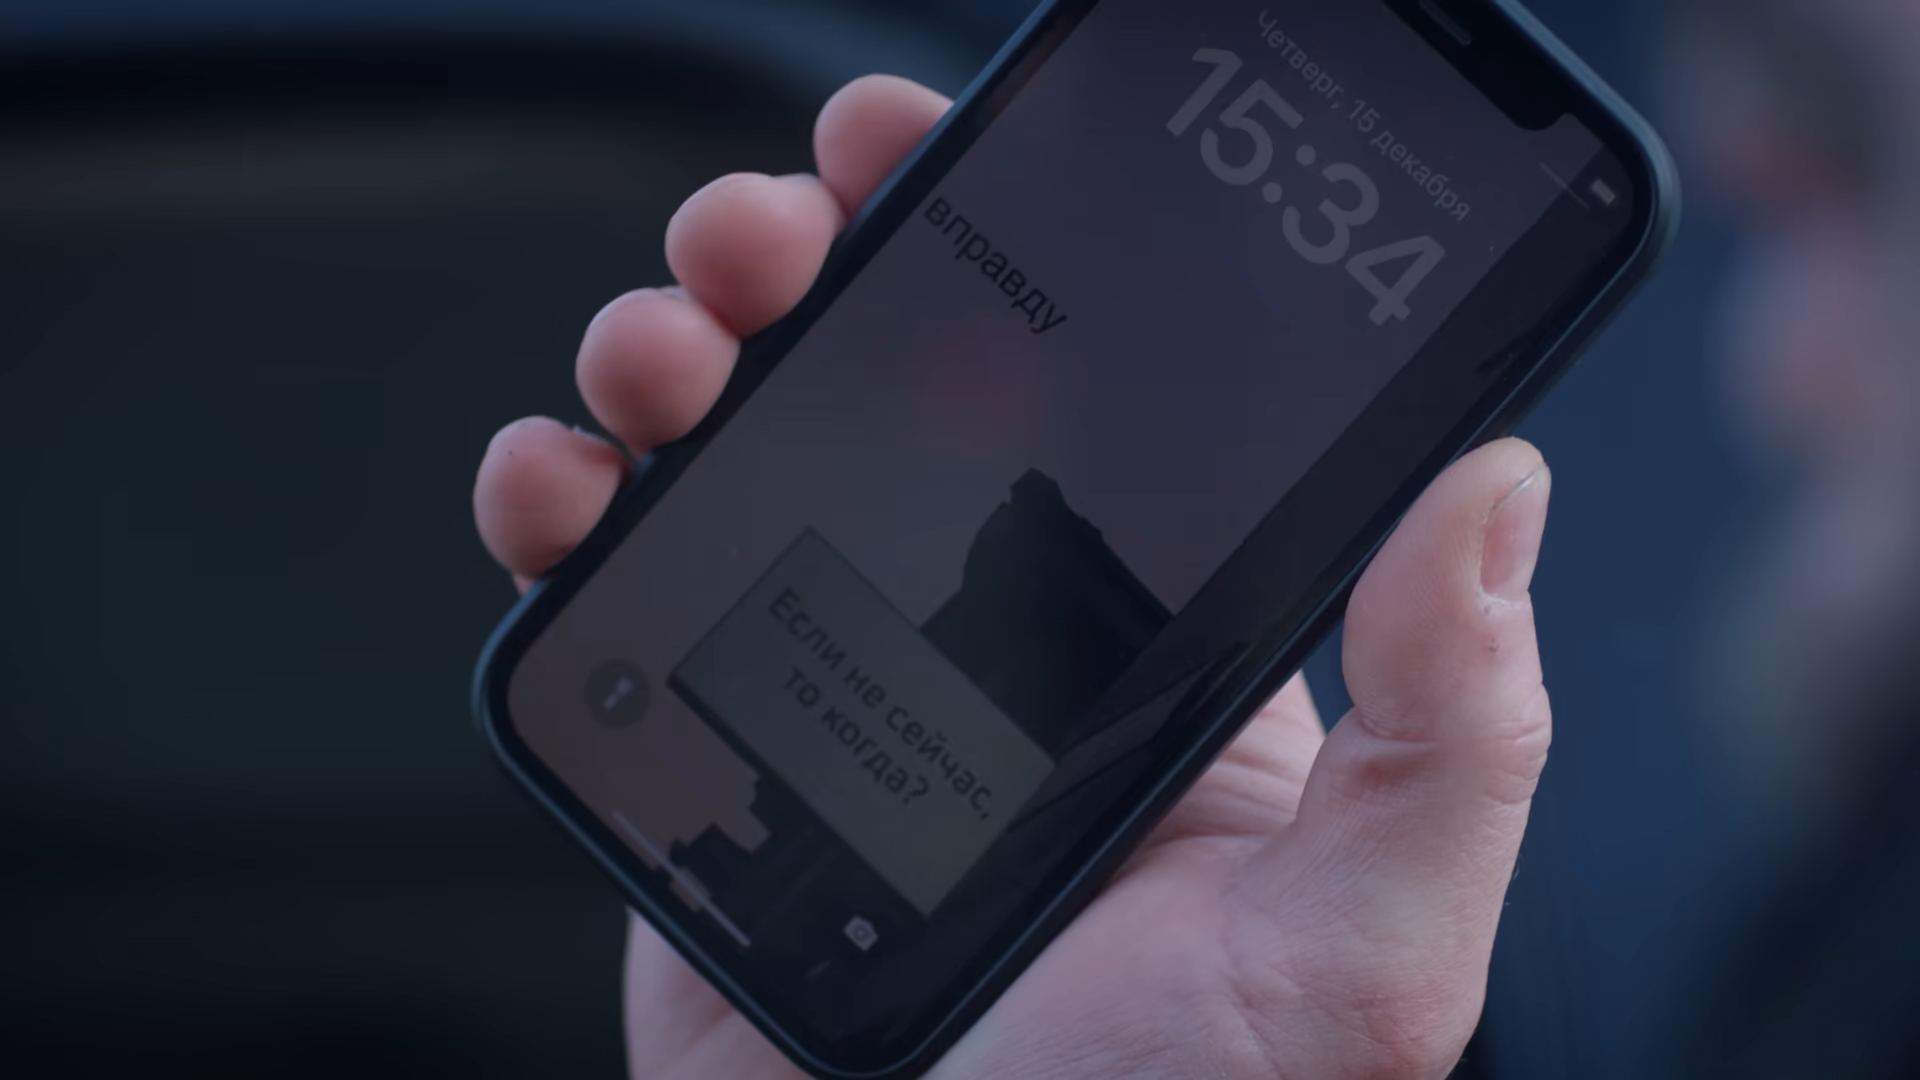 Четверг, 15 декабря
15:34
вправду
Если не сейчас,
то когда?